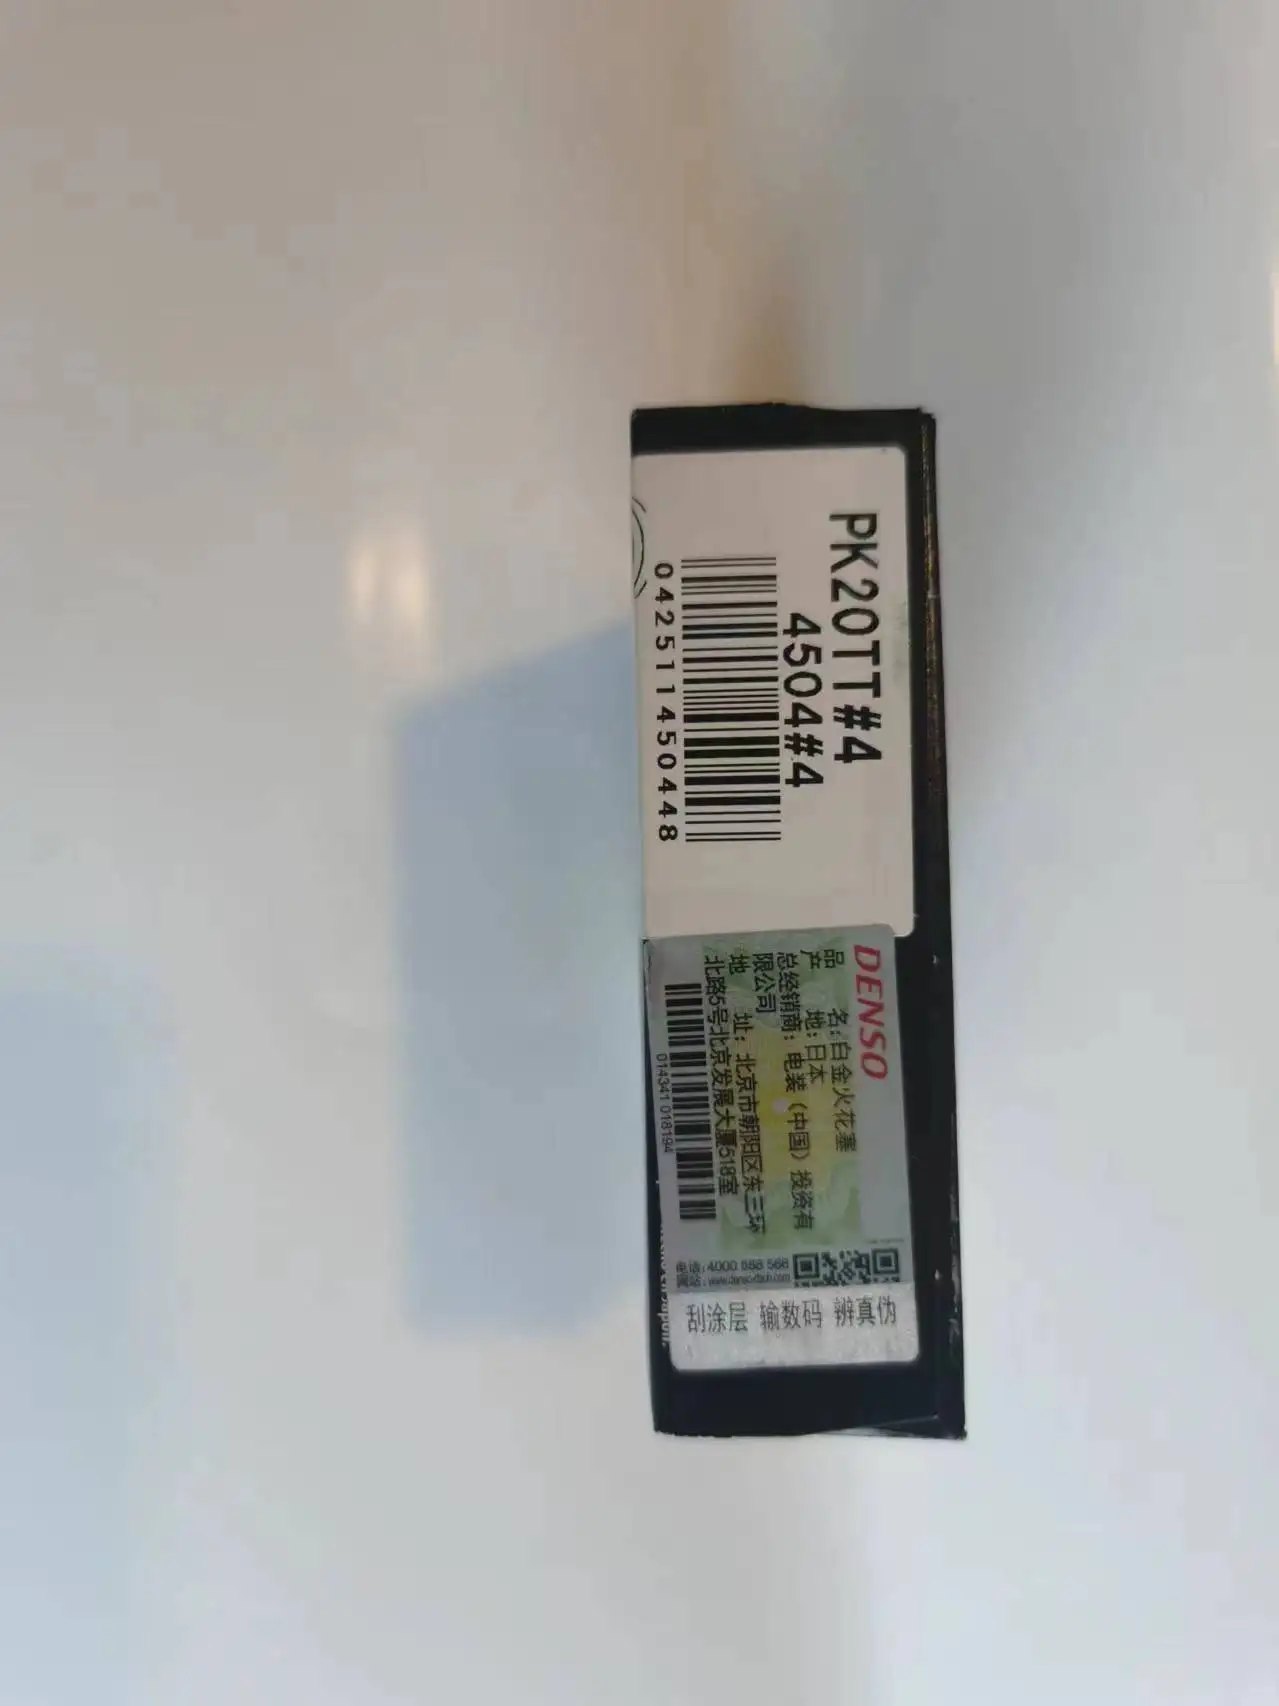 PK20TT#4
4504#4
042511450448
DENSO
品 名:白金火花塞
产 地:日本
总经销商:电装(中国)投资有
限公司
地 址:北京市朝阳区东三环
北路5号北京发展大厦518室
014341 018194
电话:4000 588 566
网站:
刮涂层 输数码 辨真伪